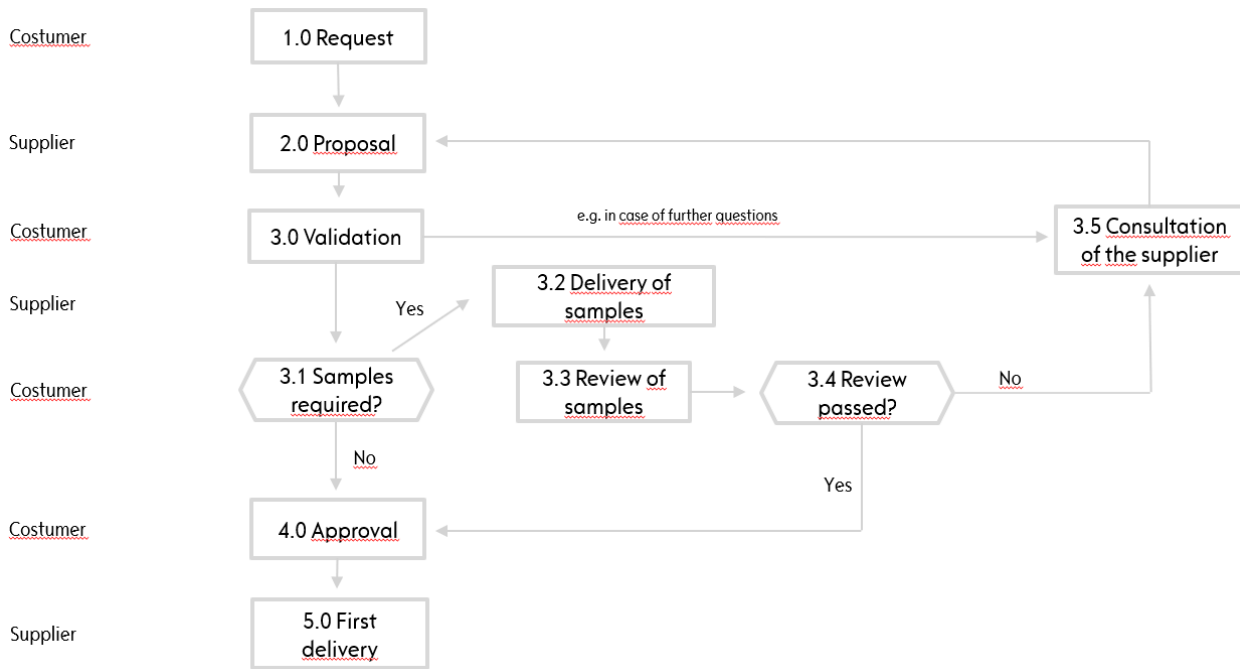 Costumer
1.0 Request
Supplier
2.0 Proposal
Costumer
3.0 Validation
e.g. in case of further questions
3.5 Consultation
of the supplier
Supplier
Yes
3.2 Delivery of
samples
Costumer
3.1 Samples
required?
3.3 Review of
samples
3.4 Review
passed?
No
No
Yes
Costumer
4.0 Approval
Supplier
5.0 First
delivery